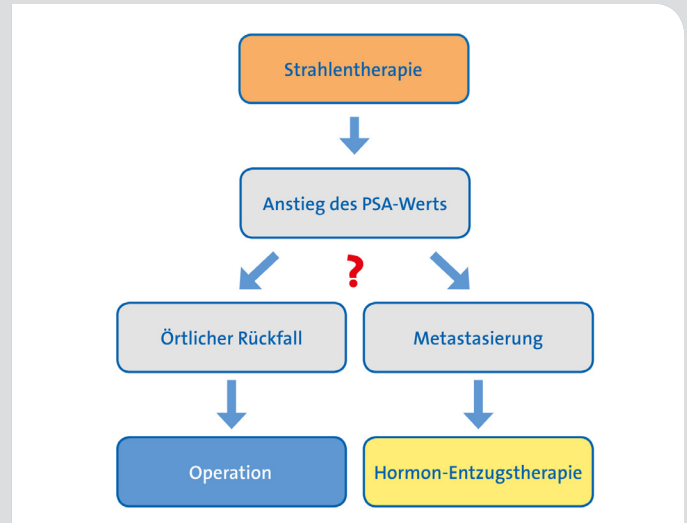 Strahlentherapie
Anstieg des PSA-Werts
?
Örtlicher Rückfall
Metastasierung
Operation
Hormon-Entzugstherapie